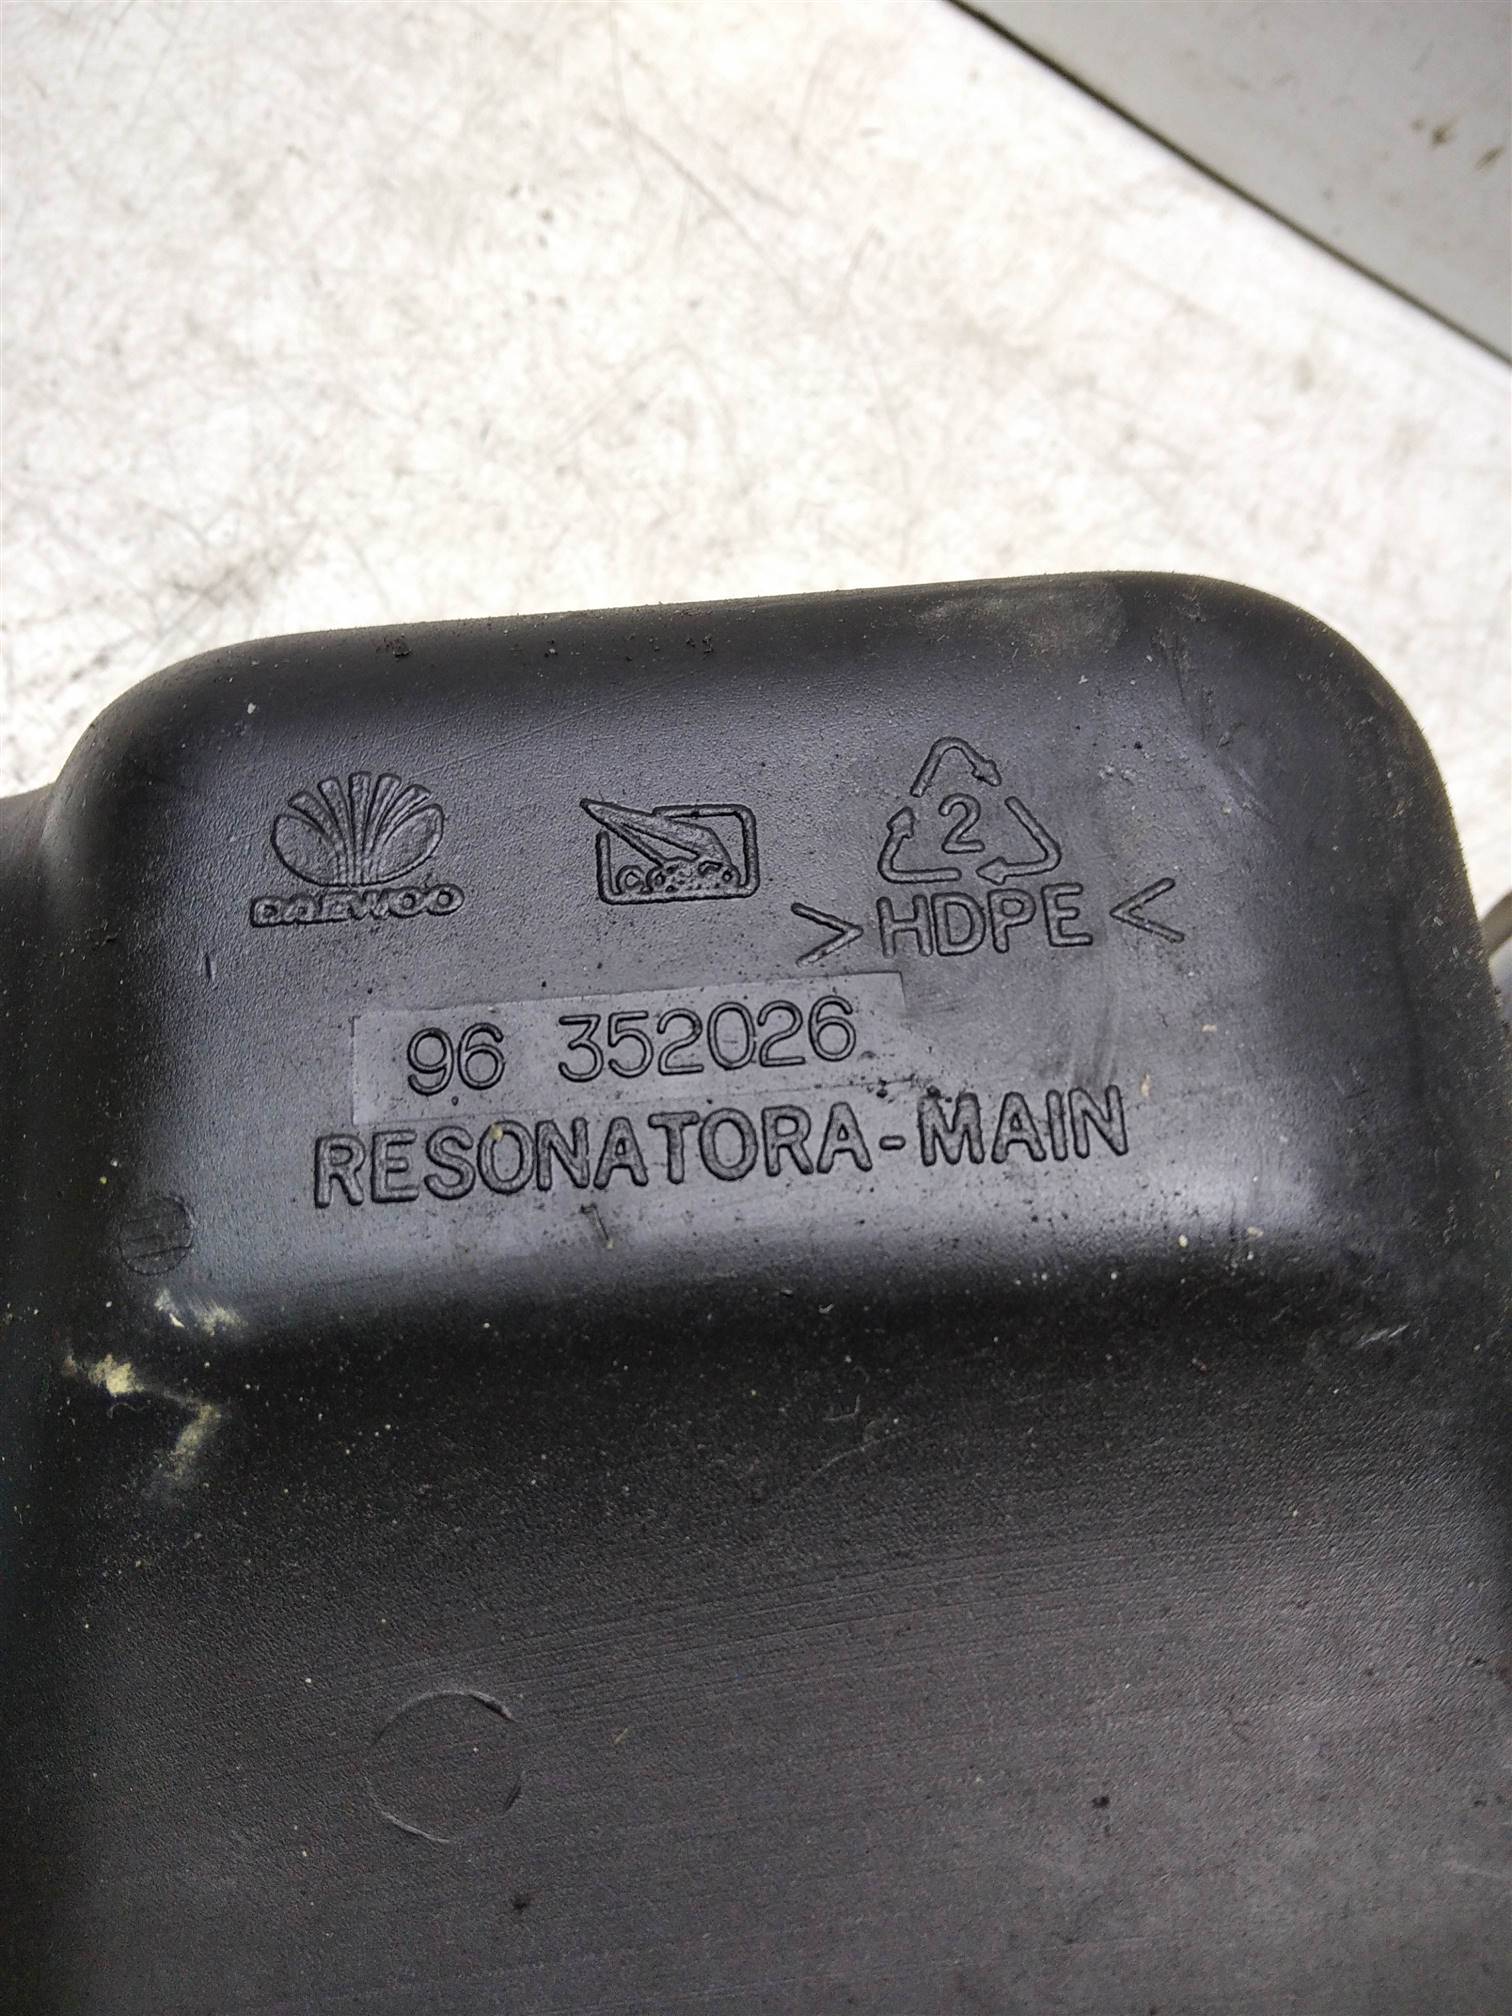 DAEWOO
2
>HDPE<
96 352026
RESONATORA-MAIN